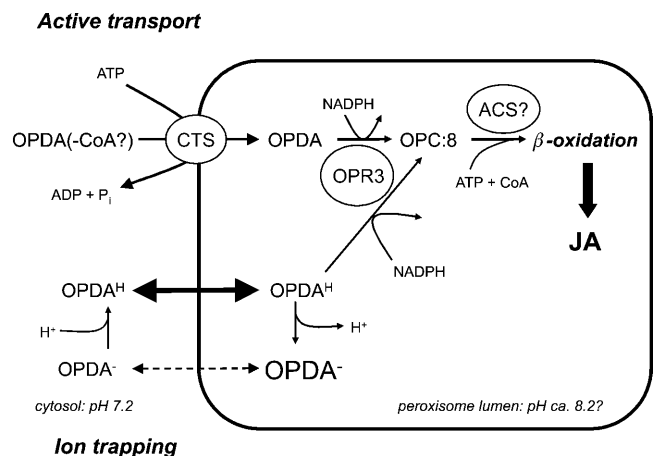 Active transport
ATP
NADPH
ACS?
OPDA(-CoA?)
CTS
OPDA
OPC:8
β-oxidation
OPR3
ATP + CoA
ADP + Pi
JA
NADPH
OPDAH
OPDAH
H+
H+
OPDA-
OPDA-
cytosol: pH 7.2
peroxisome lumen: pH ca. 8.2?
Ion trapping